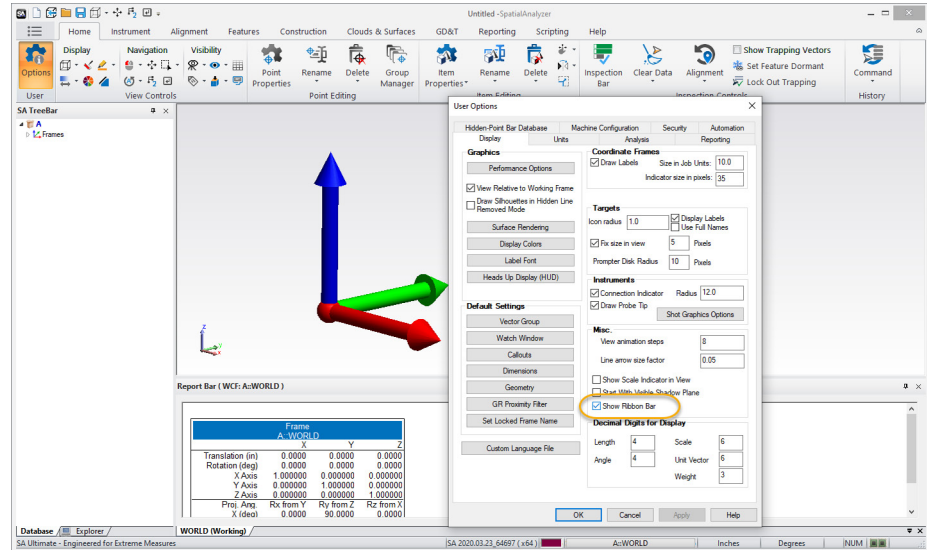 Untitled -SpatialAnalyzer
Home Instrument Alignment Features Construction Clouds & Surfaces GD&T Reporting Scripting Help
Options
User
Display Navigation Visibility
View Controls
Point Properties
Rename Points
Delete Points
Group Manager
Point Editing
Item Properties
Rename
Delete
Item Editing
Inspection Bar
Clear Data
Alignment
Show Trapping Vectors
Set Feature Dormant
Lock Out Trapping
Inspection Controls
Command
History
SA TreeBar
A
Frames
Z
Y
X
User Options
Hidden-Point Bar Database Machine Configuration Security Automation
Display Units Analysis Reporting
Graphics
Performance Options
View Relative to Working Frame
Draw Silhouettes in Hidden Line
Removed Mode
Surface Rendering
Display Colors
Label Font
Heads Up Display (HUD)
Default Settings
Vector Group
Watch Window
Callouts
Dimensions
Geometry
GR Proximity Filter
Set Locked Frame Name
Custom Language File
Coordinate Frames
Draw Labels Size in Job Units: 10.0
Indicator size in pixels: 35
Targets
Icon radius 1.0 Display Labels
Use Full Names
Fix size in view 5 Pixels
Prompter Disk Radius 10 Pixels
Instruments
Connection Indicator Radius 12.0
Draw Probe Tip
Shot Graphics Options
Misc.
View animation steps 8
Line arrow size factor 0.05
Show Scale Indicator in View
Start With Visible Shadow Plane
Show Ribbon Bar
Decimal Digits for Display
Length 4 Scale 6
Angle 4 Unit Vector 6
Weight 3
OK Cancel Apply Help
Report Bar ( WCF: A::WORLD )
Frame
A::WORLD
X Y Z
Translation (in) 0.0000 0.0000 0.0000
Rotation (deg) 0.0000 0.0000 0.0000
X Axis 1.000000 0.000000 0.000000
Y Axis 0.000000 1.000000 0.000000
Z Axis 0.000000 0.000000 1.000000
Proj. Ang. Rx from Y Ry from Z Rz from X
X (deg) 0.0000 90.0000 0.0000
Database Explorer
WORLD (Working)
SA Ultimate - Engineered for Extreme Measures
SA 2020.03.23_64697 ( x64 )
A::WORLD
Inches
Degrees
NUM